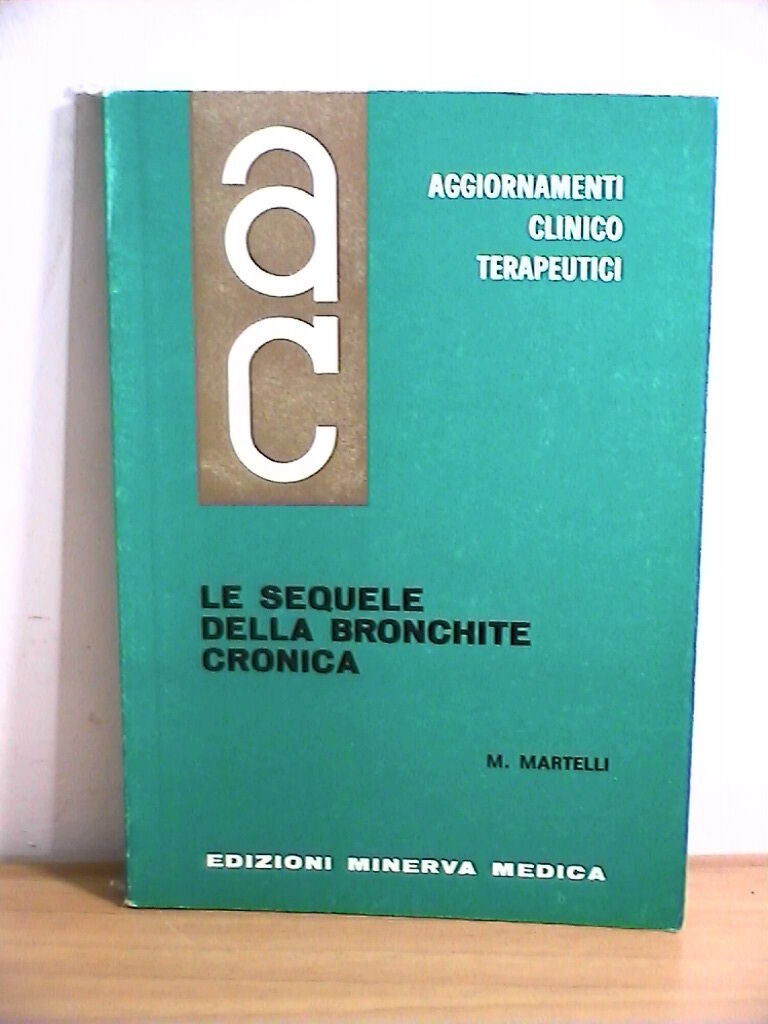 ac
AGGIORNAMENTI
CLINICO
TERAPEUTICI
LE SEQUELE
DELLA BRONCHITE
CRONICA
M. MARTELLI
EDIZIONI MINERVA MEDICA